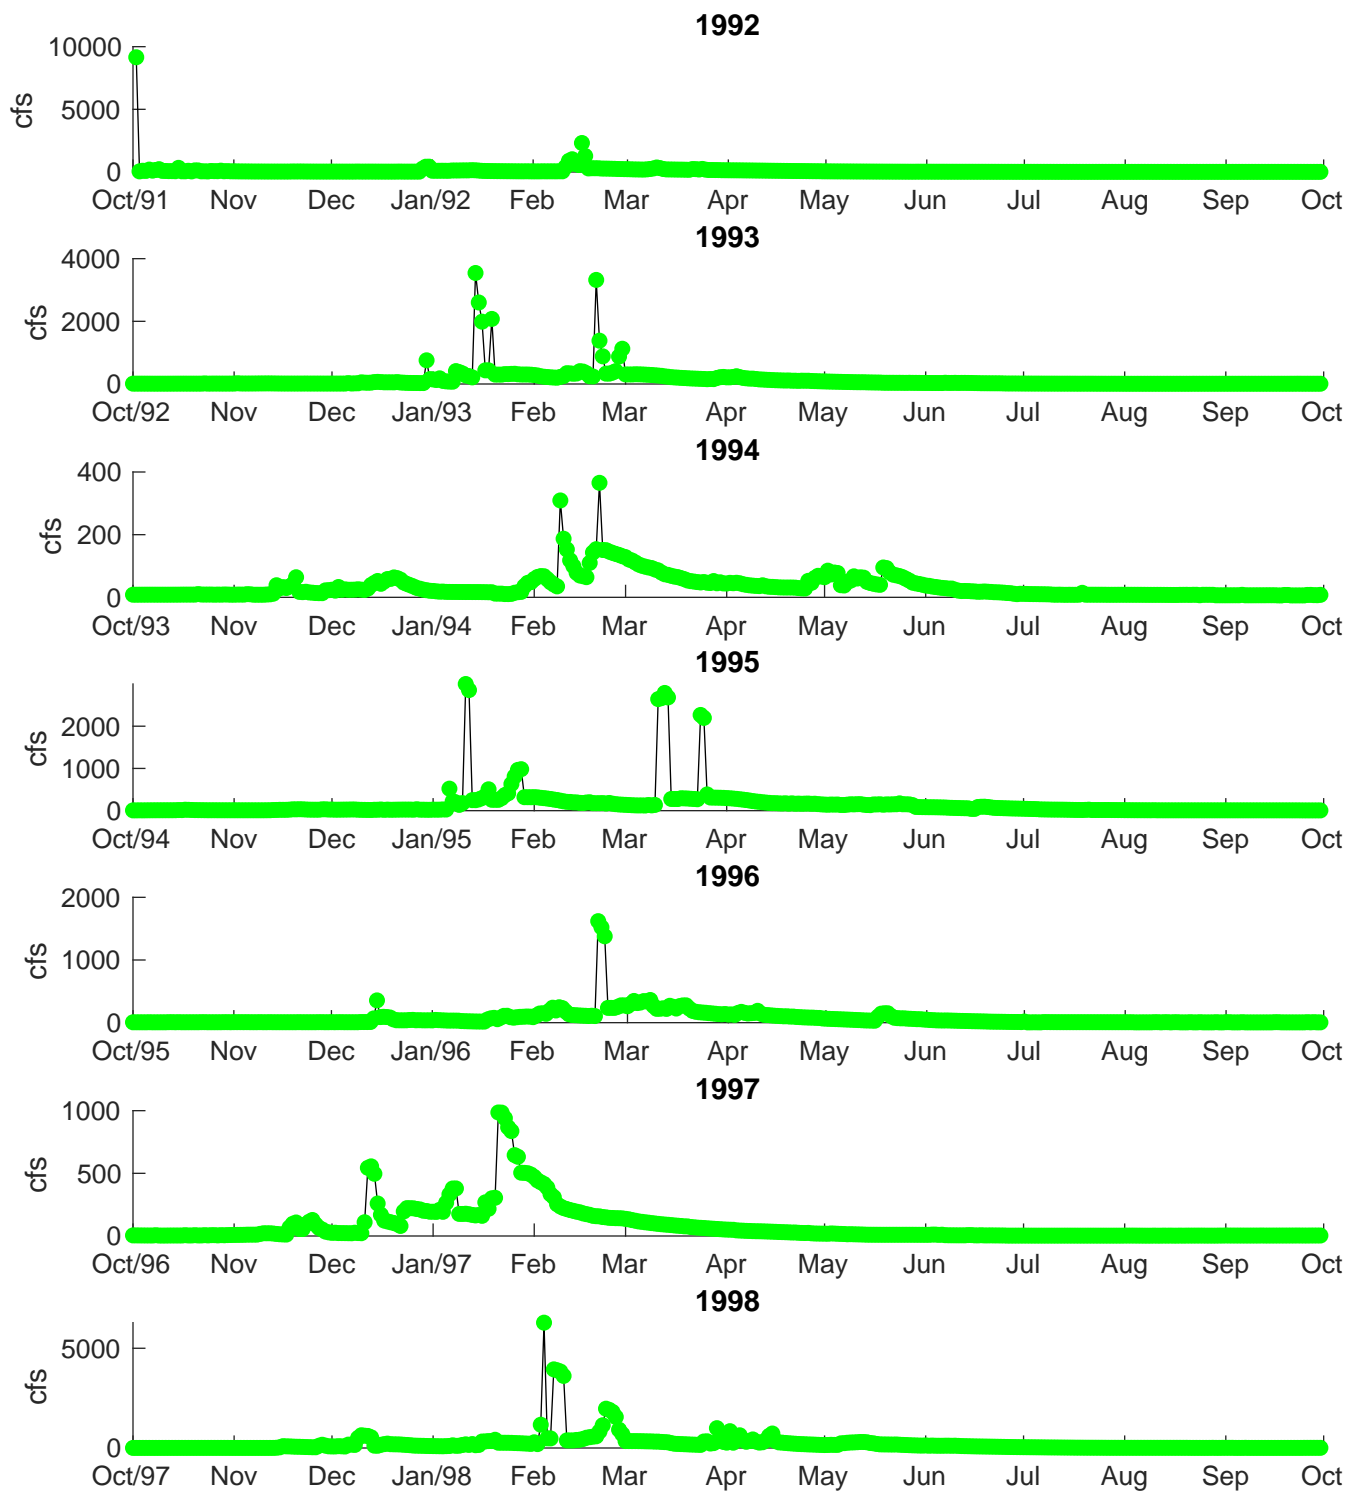 1992
10000
5000
0
cfs
Oct/91 Nov Dec Jan/92 Feb Mar Apr May Jun Jul Aug Sep Oct
1993
4000
2000
0
cfs
Oct/92 Nov Dec Jan/93 Feb Mar Apr May Jun Jul Aug Sep Oct
1994
400
200
0
cfs
Oct/93 Nov Dec Jan/94 Feb Mar Apr May Jun Jul Aug Sep Oct
1995
2000
1000
0
cfs
Oct/94 Nov Dec Jan/95 Feb Mar Apr May Jun Jul Aug Sep Oct
1996
2000
1000
0
cfs
Oct/95 Nov Dec Jan/96 Feb Mar Apr May Jun Jul Aug Sep Oct
1997
1000
500
0
cfs
Oct/96 Nov Dec Jan/97 Feb Mar Apr May Jun Jul Aug Sep Oct
1998
5000
0
cfs
Oct/97 Nov Dec Jan/98 Feb Mar Apr May Jun Jul Aug Sep Oct